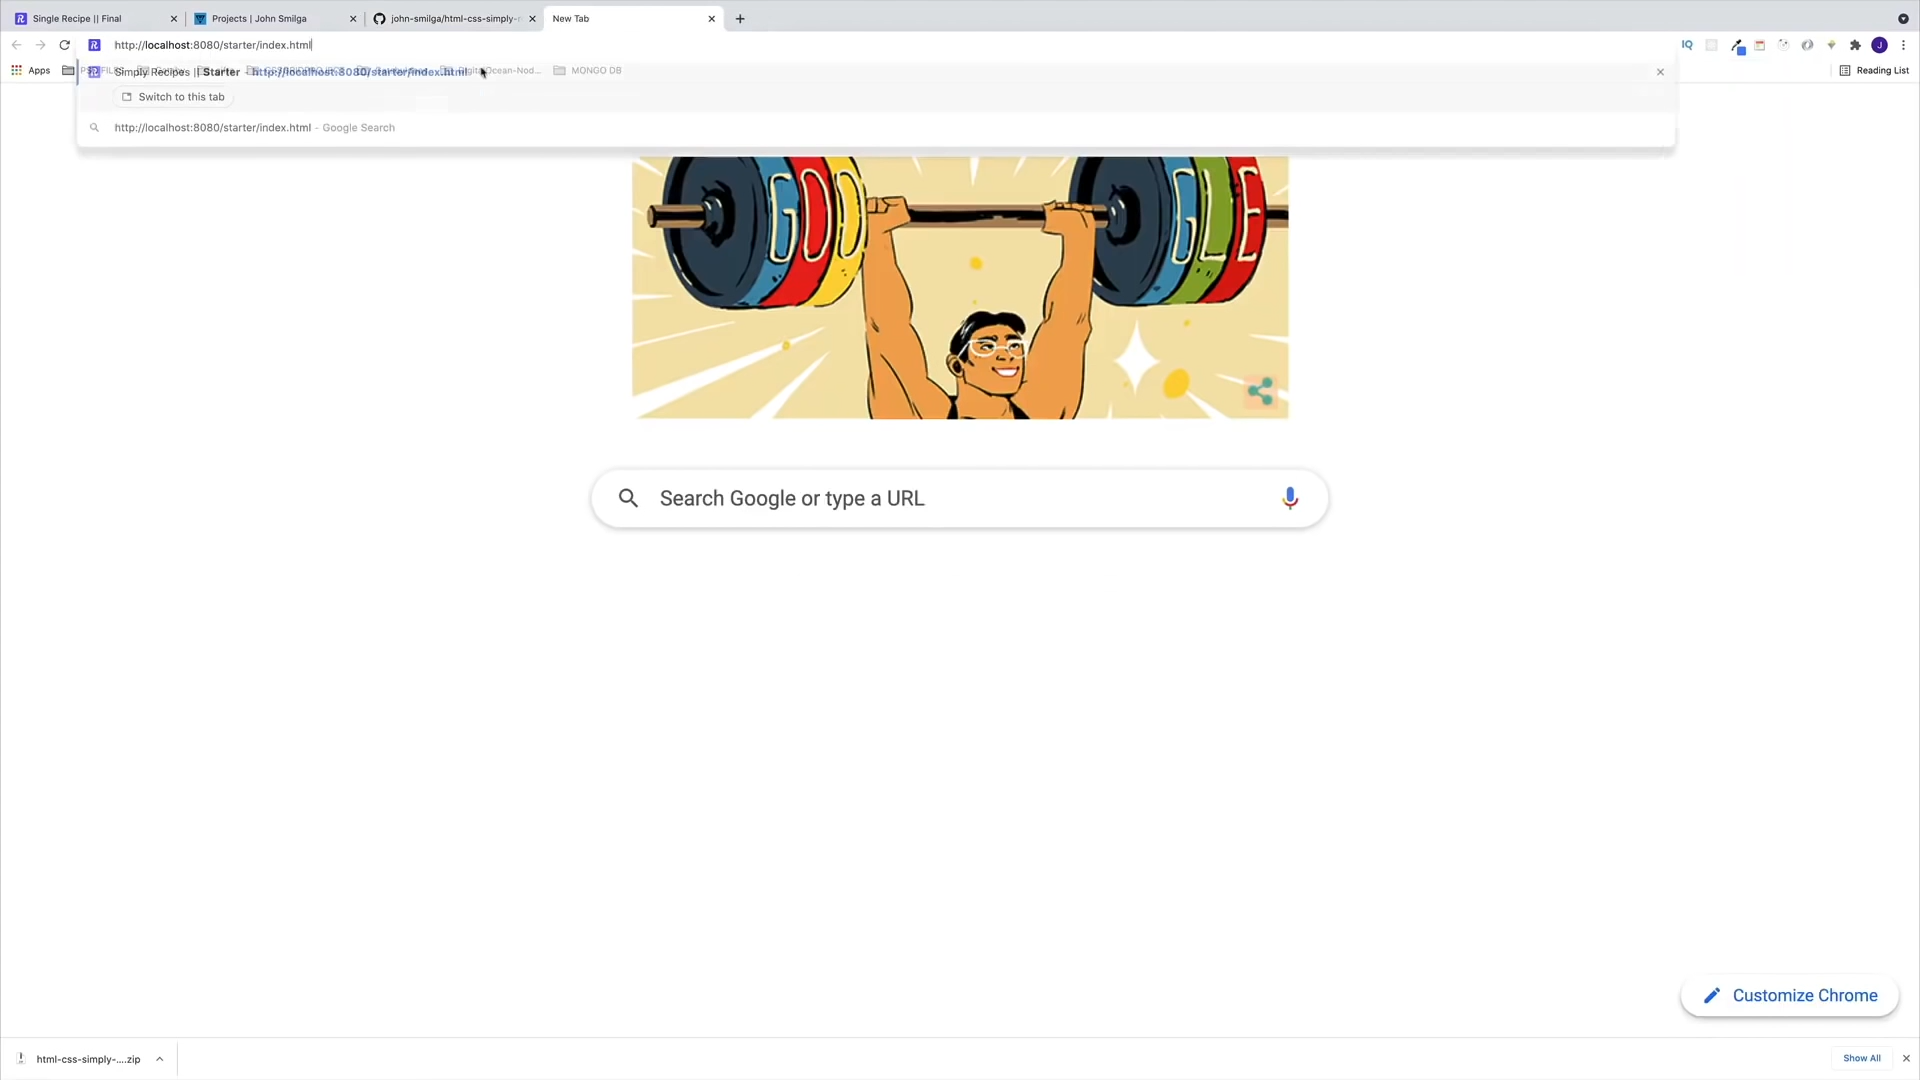 Single Recipe || Final
Projects | John Smilga
john-smilga/html-css-simply-
New Tab
http://localhost:8080/starter/index.html
IQ
J
Apps
Simply Recipes || Starter - http://localhost:8080/starter/index.html
MONGO DB
Reading List
Switch to this tab
http://localhost:8080/starter/index.html - Google Search
GOO GLE
Search Google or type a URL
Customize Chrome
html-css-simply-....zip
Show All